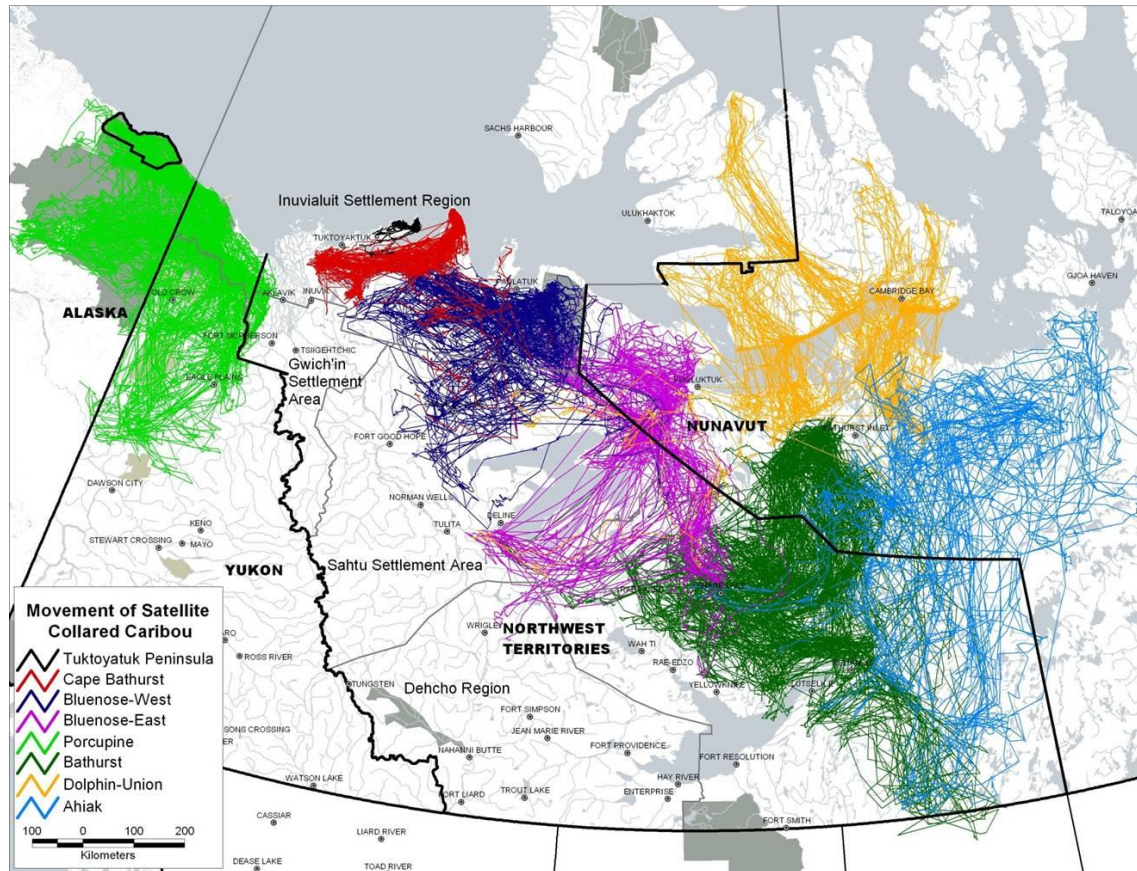 SACHS HARBOUR
Inuvialuit Settlement Region
ULUKHAKTOK
TALOYOA
TUKTOYAKTUK
GJOA HAVEN
PAULATUK
CAMBRIDGE BAY
OLD CROW
AKLAVIK
INUVIK
ALASKA
FORT MCPHERSON
TSIIGEHTCHIC
Gwich'in
Settlement
Area
EAGLE PLAINS
KUGLUKTUK
NUNAVUT
BATHURST INLET
FORT GOOD HOPE
DAWSON CITY
NORMAN WELLS
DELINE
TULITA
KENO
STEWART CROSSING
MAYO
YUKON
Sahtu Settlement Area
WRIGLEY
NORTHWEST
TERRITORIES
WAH TI
RAE-EDZO
YELLOWKNIFE
LUTSELK'E
ARO
ROSS RIVER
TUNGSTEN
Dehcho Region
FORT SIMPSON
JEAN MARIE RIVER
SONS CROSSING
ER
NAHANNI BUTTE
FORT PROVIDENCE
FORT RESOLUTION
WATSON LAKE
FORT LIARD
TROUT LAKE
HAY RIVER
ENTERPRISE
FORT SMITH
CASSIAR
LIARD RIVER
DEASE LAKE
TOAD RIVER
Movement of Satellite
Collared Caribou
Tuktoyatuk Peninsula
Cape Bathurst
Bluenose-West
Bluenose-East
Porcupine
Bathurst
Dolphin-Union
Ahiak
100 0 100 200
Kilometers